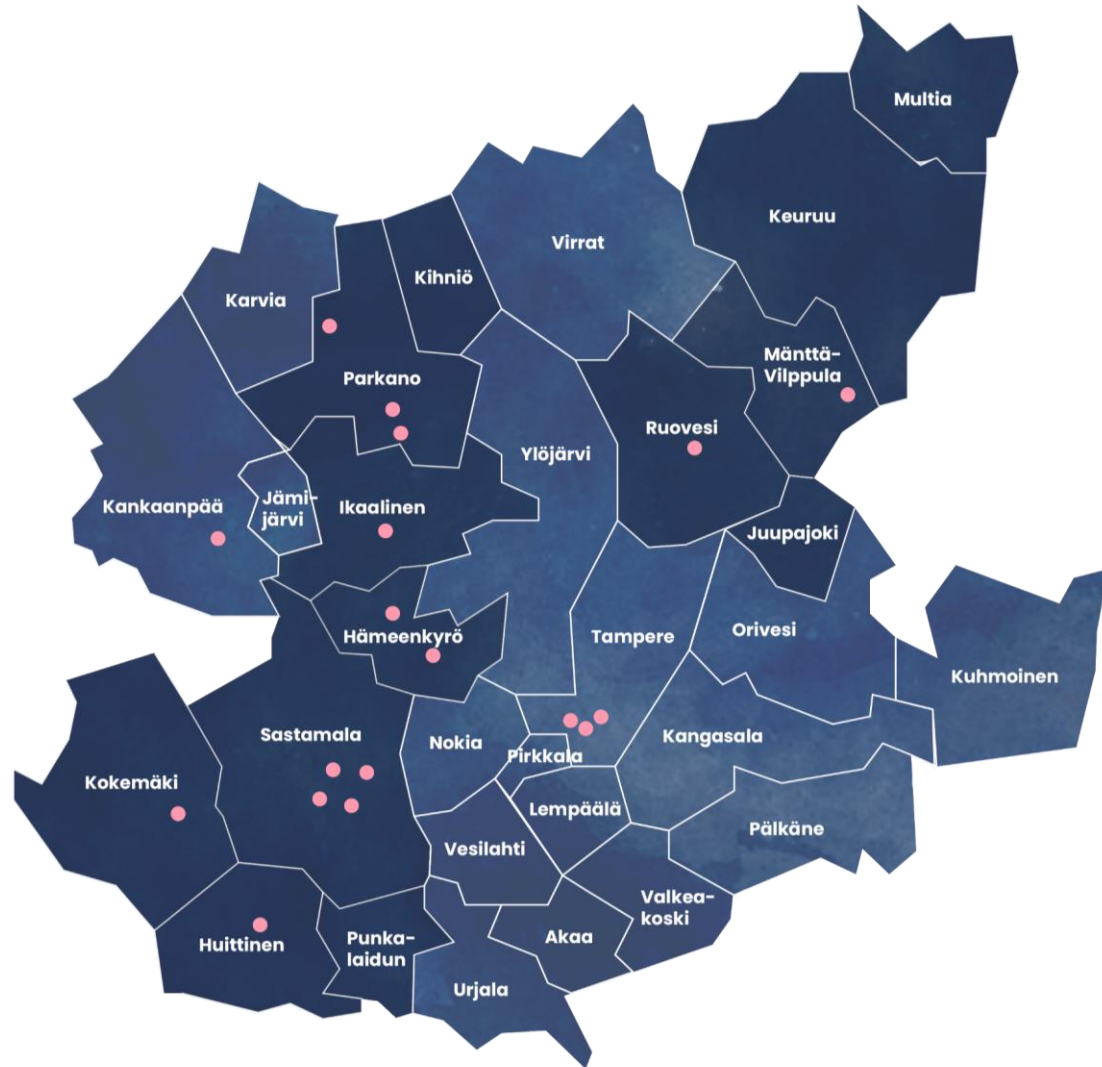 Multia
Keuruu
Virrat
Kihniö
Karvia
Mänttä-
Vilppula
Parkano
Ruovesi
Ylöjärvi
Kankaanpää
Jämi-
järvi
Ikaalinen
Juupajoki
Hämeenkyrö
Tampere
Orivesi
Kuhmoinen
Sastamala
Nokia
Kangasala
Pirkkala
Kokemäki
Lempäälä
Pälkäne
Vesilahti
Valkea-
koski
Huittinen
Punka-
laidun
Akaa
Urjala